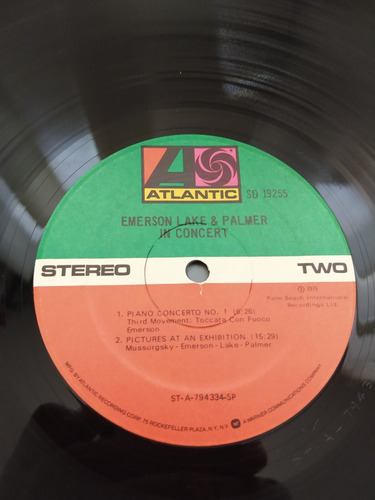 ATLANTIC
SD 19255
EMERSON LAKE & PALMER
IN CONCERT
STEREO
TWO
Ⓟ 1979
Palm Beach International
Recordings Ltd.
1. PIANO CONCERTO NO. 1 (6:26)
Third Movement: Toccata Con Fuoco
Emerson
2. PICTURES AT AN EXHIBITION (15:29)
Mussorgsky-Emerson-Lake-Palmer
ST-A-794334-SP
MFG. BY ATLANTIC RECORDING CORP., 75 ROCKEFELLER PLAZA, N.Y., N.Y.
A WARNER COMMUNICATIONS COMPANY